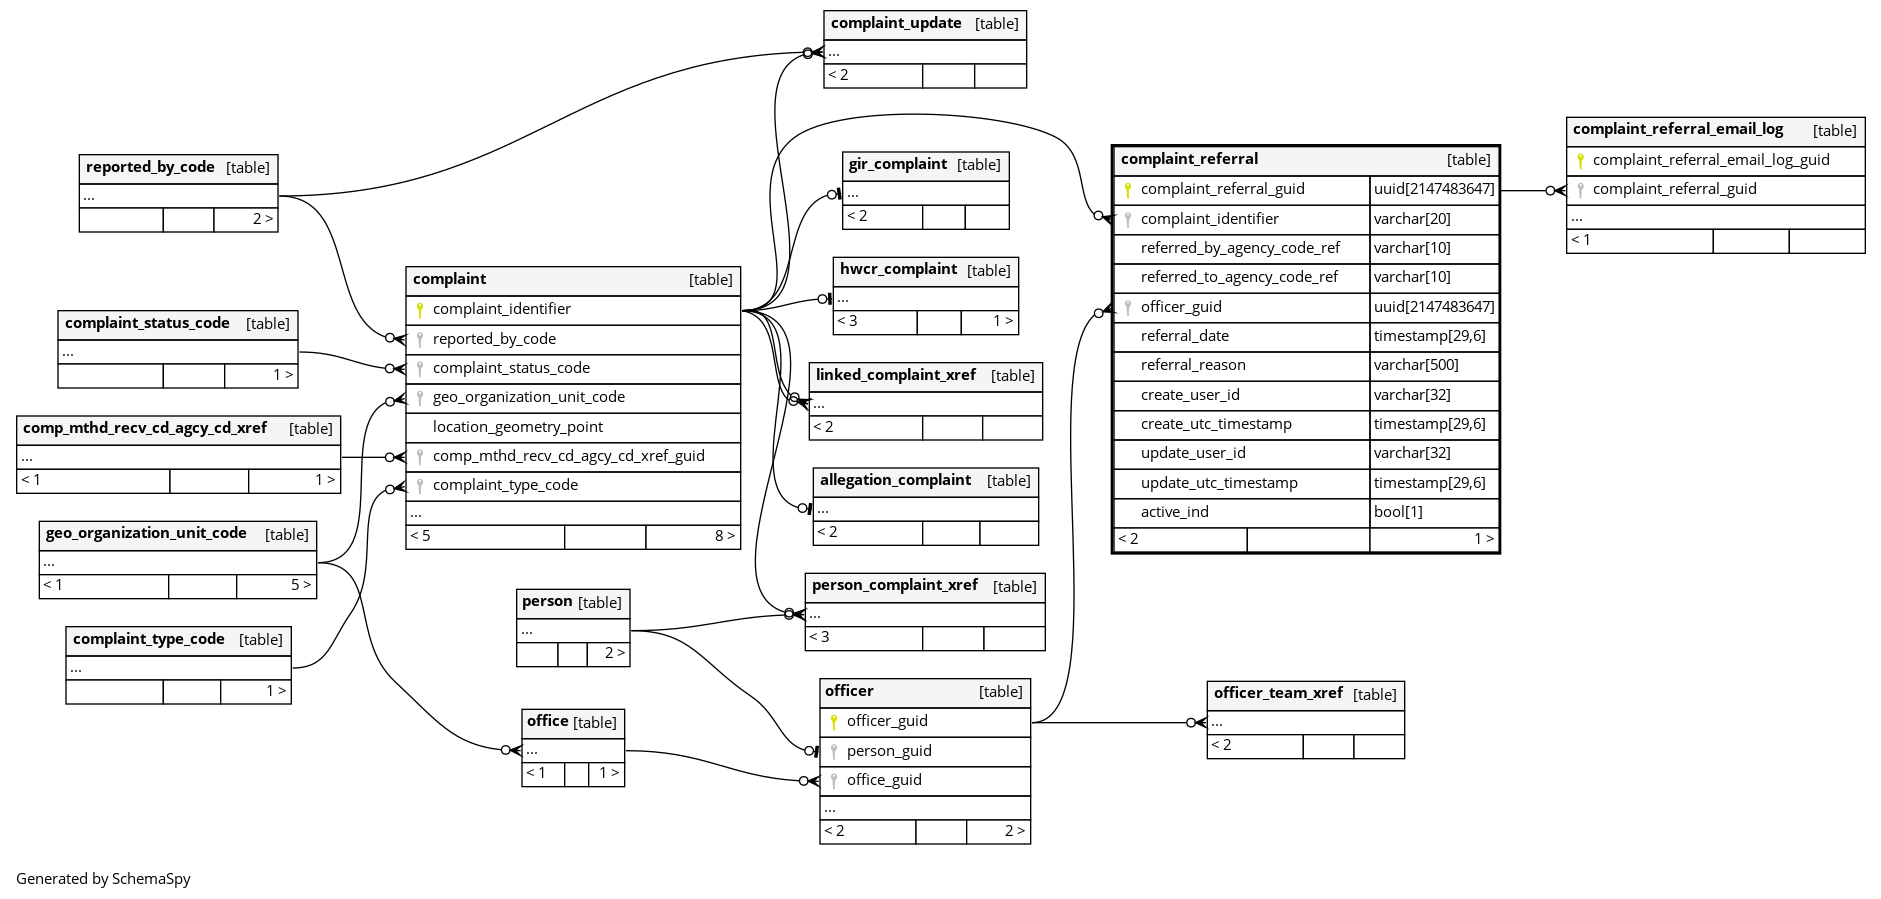 complaint_update [table]
...
< 2
reported_by_code [table]
...
2 >
complaint_status_code [table]
...
1 >
comp_mthd_recv_cd_agcy_cd_xref [table]
...
< 1 1 >
geo_organization_unit_code [table]
...
< 1 5 >
complaint_type_code [table]
...
1 >
complaint [table]
complaint_identifier
reported_by_code
complaint_status_code
geo_organization_unit_code
location_geometry_point
comp_mthd_recv_cd_agcy_cd_xref_guid
complaint_type_code
...
< 5 8 >
person [table]
...
2 >
office [table]
...
< 1 1 >
gir_complaint [table]
...
< 2
hwcr_complaint [table]
...
< 3 1 >
linked_complaint_xref [table]
...
< 2
allegation_complaint [table]
...
< 2
person_complaint_xref [table]
...
< 3
officer [table]
officer_guid
person_guid
office_guid
...
< 2 2 >
complaint_referral [table]
complaint_referral_guid uuid[2147483647]
complaint_identifier varchar[20]
referred_by_agency_code_ref varchar[10]
referred_to_agency_code_ref varchar[10]
officer_guid uuid[2147483647]
referral_date timestamp[29,6]
referral_reason varchar[500]
create_user_id varchar[32]
create_utc_timestamp timestamp[29,6]
update_user_id varchar[32]
update_utc_timestamp timestamp[29,6]
active_ind bool[1]
< 2 1 >
officer_team_xref [table]
...
< 2
complaint_referral_email_log [table]
complaint_referral_email_log_guid
complaint_referral_guid
...
< 1
Generated by SchemaSpy